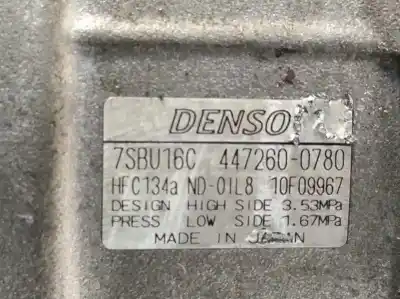 DENSO
7SBU16C 447260-0780
HFC134a ND-OIL8 10F09967
DESIGN HIGH SIDE 3.53MPa
PRESS LOW SIDE 1.67MPa
MADE IN JAPAN